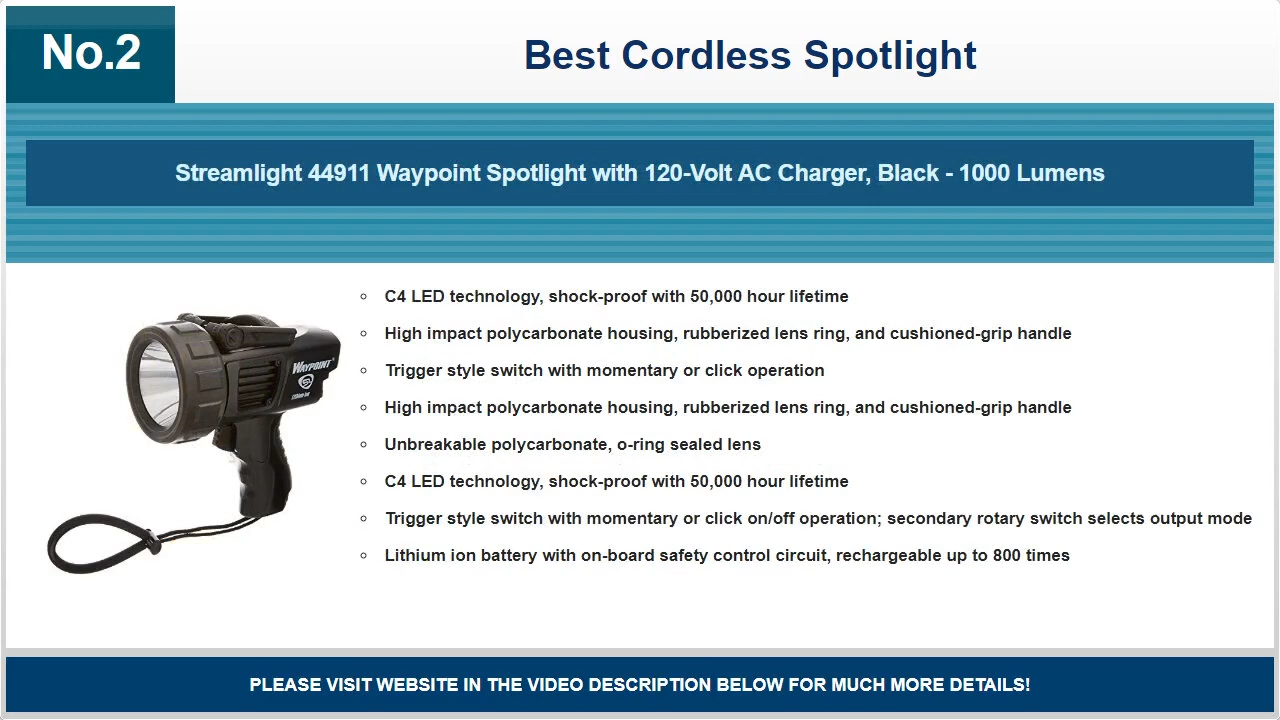 No.2
Best Cordless Spotlight
Streamlight 44911 Waypoint Spotlight with 120-Volt AC Charger, Black - 1000 Lumens
C4 LED technology, shock-proof with 50,000 hour lifetime
High impact polycarbonate housing, rubberized lens ring, and cushioned-grip handle
Trigger style switch with momentary or click operation
High impact polycarbonate housing, rubberized lens ring, and cushioned-grip handle
Unbreakable polycarbonate, o-ring sealed lens
C4 LED technology, shock-proof with 50,000 hour lifetime
Trigger style switch with momentary or click on/off operation; secondary rotary switch selects output mode
Lithium ion battery with on-board safety control circuit, rechargeable up to 800 times
WAYPOINT
PLEASE VISIT WEBSITE IN THE VIDEO DESCRIPTION BELOW FOR MUCH MORE DETAILS!